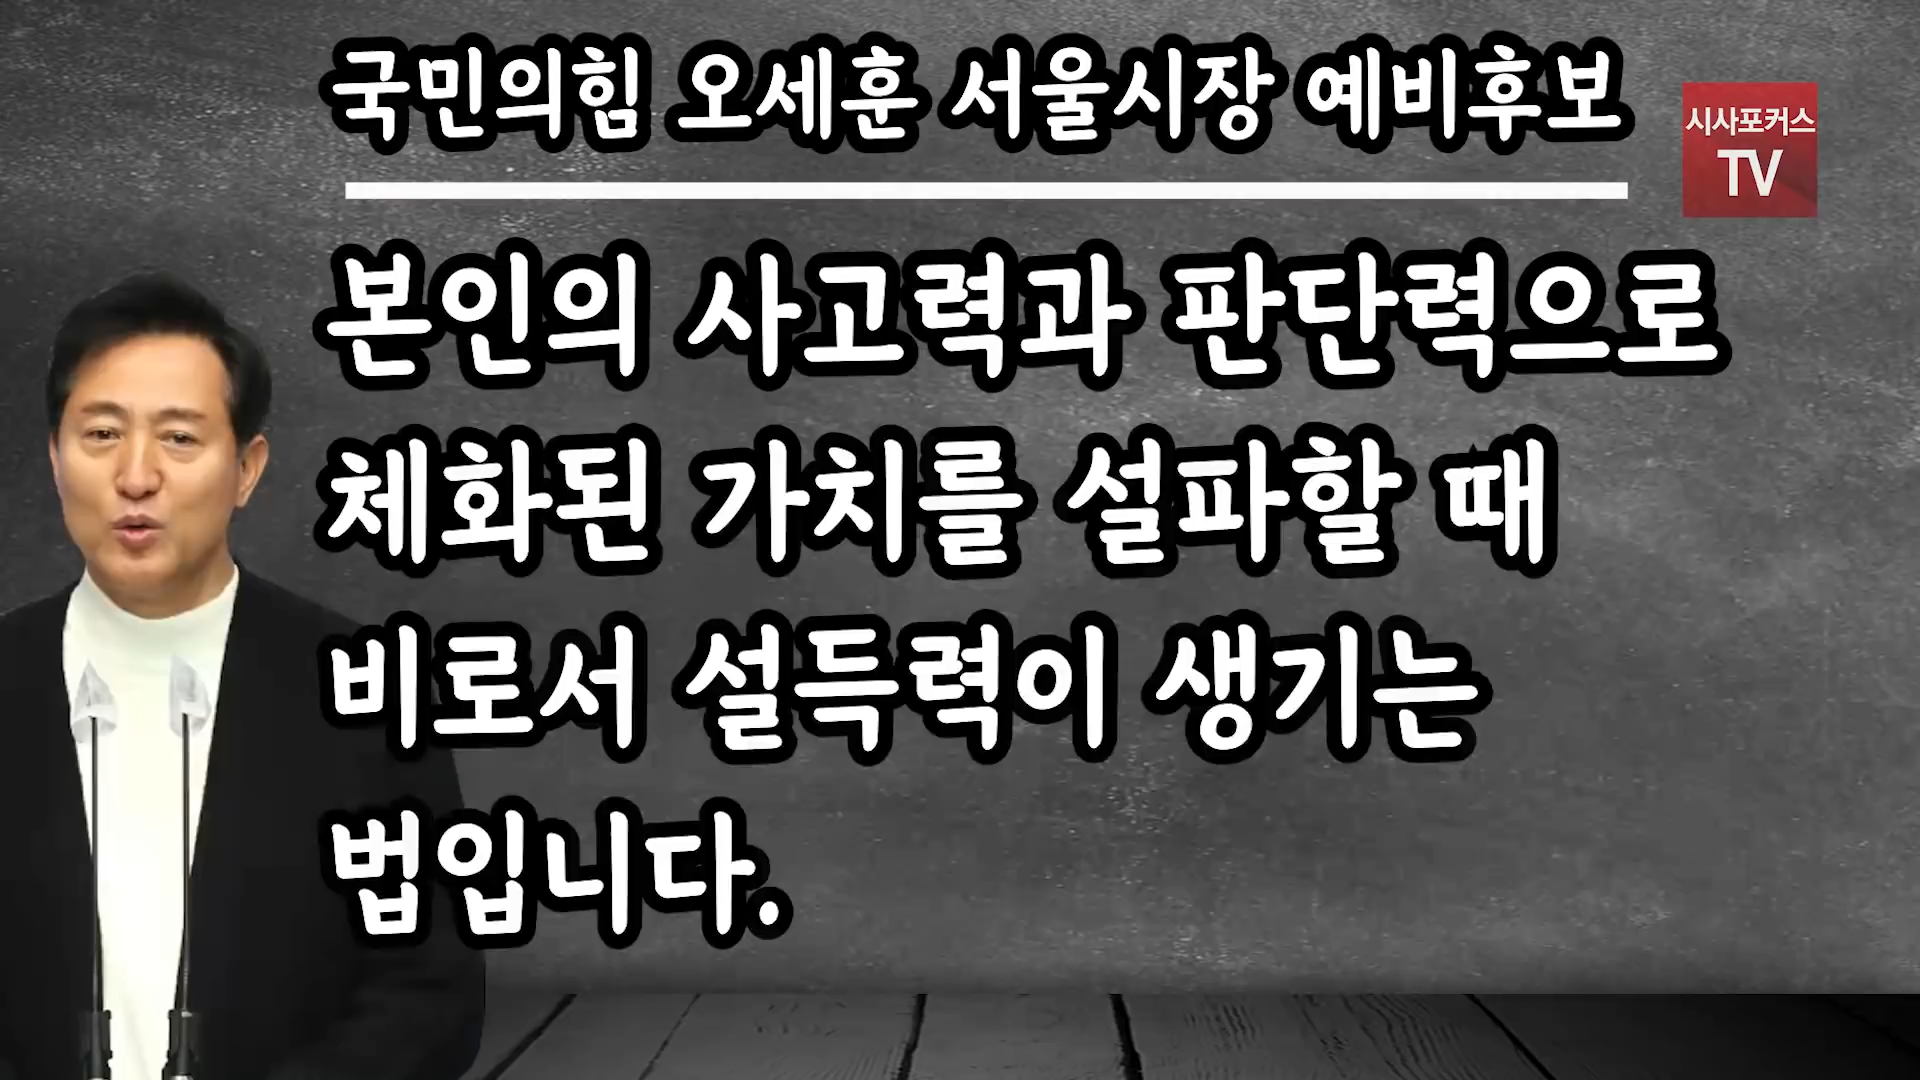 국민의힘 오세훈 서울시장 예비후보
시사포커스
TV
본인의 사고력과 판단력으로
체화된 가치를 설파할 때
비로서 설득력이 생기는
법입니다.